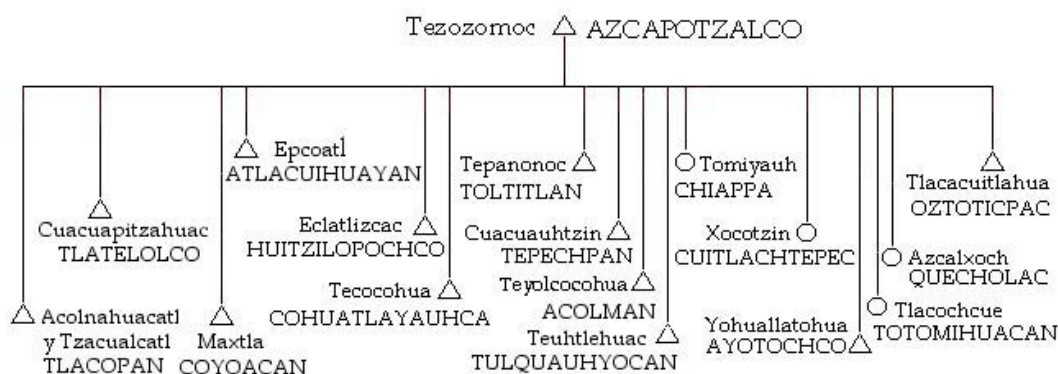 Tezozomoc AZCAPOTZALCO
Epcoatl
ATLACUIHUAYAN
Tepanonoc
TOLTITLAN
Tomiyauh
CHIAPPA
Tlacacuitlahua
OZTOTICPAC
Cuacuapitzahuac
TLATELOLCO
Eclatlizcac
HUITZILOPOCHCO
Cuacuauhtzin
TEPECHPAN
Xocotzin
CUITLACHTEPEC
Azcalxoch
QUECHOLAC
Tecocohua
COHUATLAYAUHCA
Teyolcocohua
ACOLMAN
Tlacochcue
TOTOMIHUACAN
Acolnahuacatl
y Tzacualcatl
TLACOPAN
Maxtla
COYOACAN
Teuhtlehuac
TULQUAUHYOCAN
Yohuallatohua
AYOTOCHCO